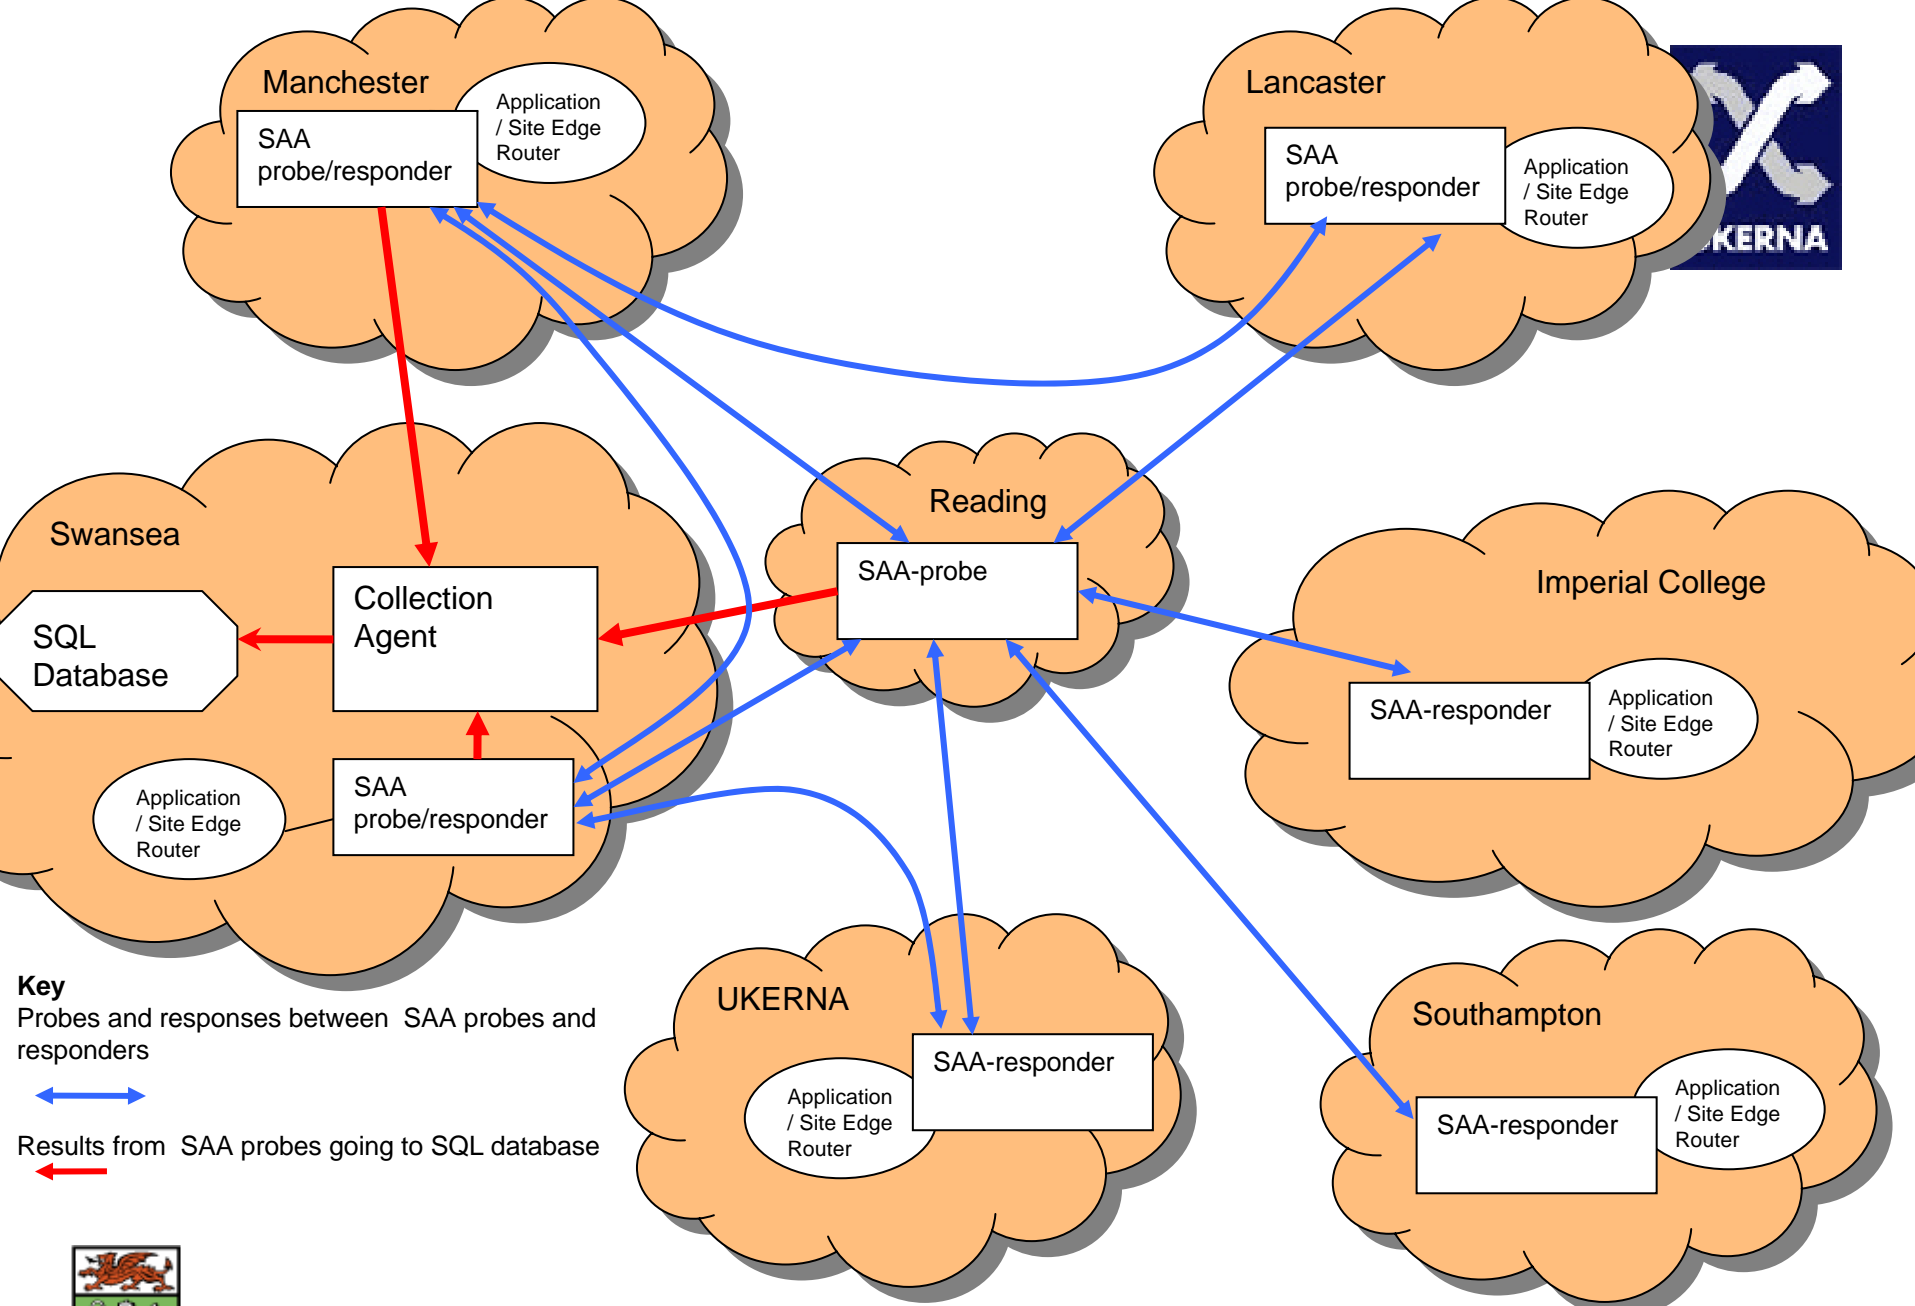 Manchester
SAA
probe/responder
Application
/ Site Edge
Router
Lancaster
SAA
probe/responder
Application
/ Site Edge
Router
KERNA
Swansea
SQL
Database
Collection
Agent
SAA
probe/responder
Application
/ Site Edge
Router
Reading
SAA-probe
Imperial College
SAA-responder
Application
/ Site Edge
Router
UKERNA
SAA-responder
Application
/ Site Edge
Router
Southampton
SAA-responder
Application
/ Site Edge
Router
Key
Probes and responses between SAA probes and
responders
Results from SAA probes going to SQL database